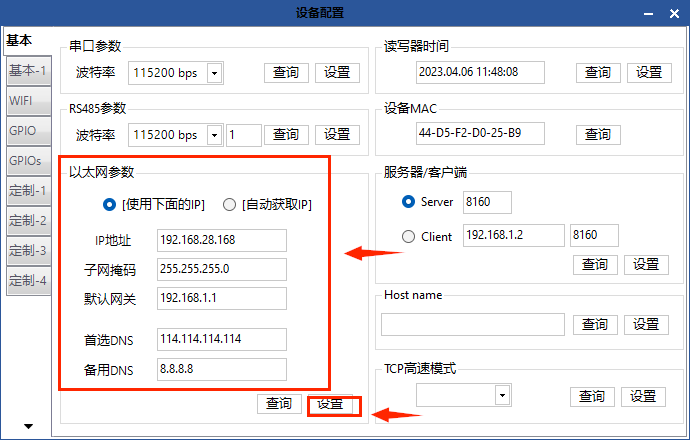 设备配置
基本
基本-1
WIFI
GPIO
GPIOs
定制-1
定制-2
定制-3
定制-4
串口参数
波特率 115200 bps 查询 设置
RS485参数
波特率 115200 bps 1 查询 设置
以太网参数
[使用下面的IP] [自动获取IP]
IP地址 192.168.28.168
子网掩码 255.255.255.0
默认网关 192.168.1.1
首选DNS 114.114.114.114
备用DNS 8.8.8.8
查询 设置
读写器时间
2023.04.06 11:48:08 查询 设置
设备MAC
44-D5-F2-D0-25-B9 查询
服务器/客户端
Server 8160
Client 192.168.1.2 8160
查询 设置
Host name
查询 设置
TCP高速模式
查询 设置